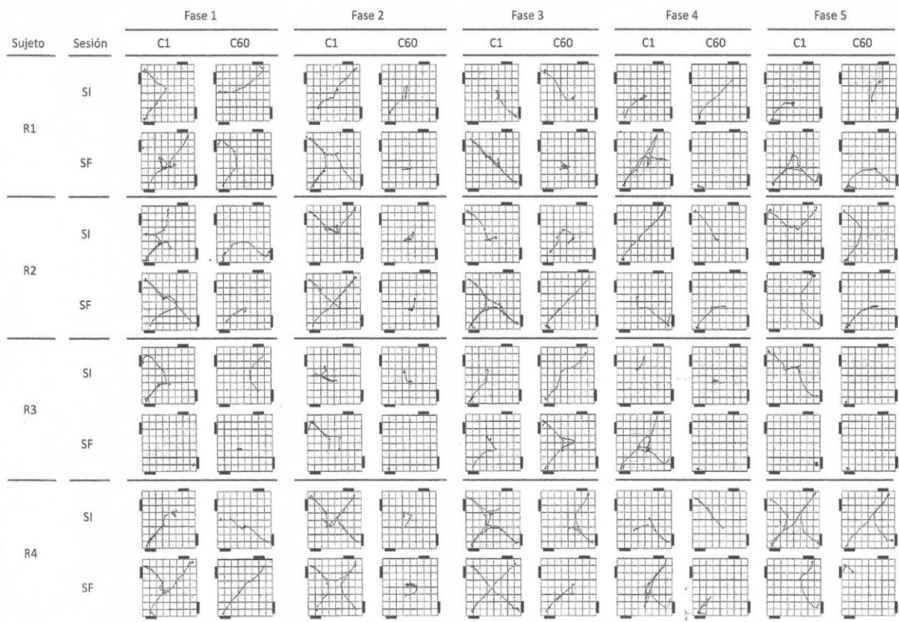 Fase 1 Fase 2 Fase 3 Fase 4 Fase 5
Sujeto Sesión C1 C60 C1 C60 C1 C60 C1 C60 C1 C60
SI
R1
SF
SI
R2
SF
SI
R3
SF
SI
R4
SF